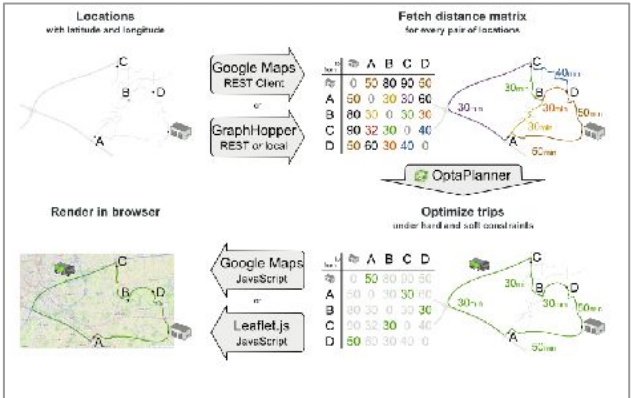 Locations
with latitude and longitude
C
B
D
A
Google Maps
REST Client
or
GraphHopper
REST or local
Fetch distance matrix
for every pair of locations
A B C D
0 50 80 90 50
A 50 0 30 30 60
B 80 30 0 30 30
C 90 32 30 0 40
D 50 60 30 40 0
C
40min
30min
B
D
30min
30min
50min
30min
A
50min
OptaPlanner
Render in browser
C
B
D
A
Google Maps
JavaScript
or
Leaflet.js
JavaScript
Optimize trips
under hard and soft constraints
A B C D
0 50 80 90 50
A 50 0 30 30 60
B 80 30 0 30 30
C 90 32 30 0 40
D 50 60 30 40 0
C
30min
B
D
30min
30min
50min
A
50min